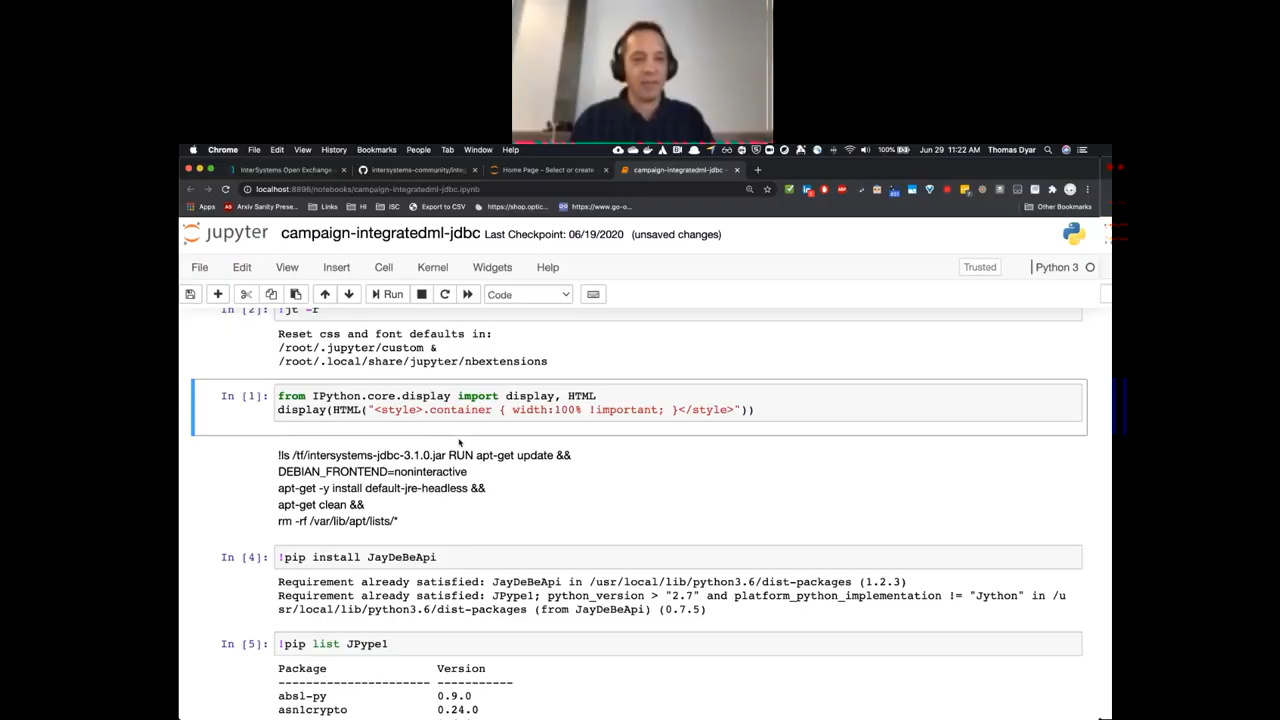 Chrome File Edit View History Bookmarks People Tab Window Help 100% Jun 29 11:22 AM Thomas Dyar
InterSystems Open Exchange - intersystems-community/inte Home Page - Select or create campaign-integratedml-jdbc -
localhost:8896/notebooks/campaign-integratedml-jdbc.ipynb
Apps Arxiv Sanity Prese... Links HI ISC Export to CSV https://shop.optic... https://www.go-o... Other Bookmarks
jupyter campaign-integratedml-jdbc Last Checkpoint: 06/19/2020 (unsaved changes)
File Edit View Insert Cell Kernel Widgets Help Trusted Python 3
Run Code
In [2]: !jt -r
Reset css and font defaults in:
/root/.jupyter/custom &
/root/.local/share/jupyter/nbextensions
In [1]: from IPython.core.display import display, HTML
display(HTML("<style>.container { width:100% !important; }</style>"))
!ls /tf/intersystems-jdbc-3.1.0.jar RUN apt-get update &&
DEBIAN_FRONTEND=noninteractive
apt-get -y install default-jre-headless &&
apt-get clean &&
rm -rf /var/lib/apt/lists/*
In [4]: !pip install JayDeBeApi
Requirement already satisfied: JayDeBeApi in /usr/local/lib/python3.6/dist-packages (1.2.3)
Requirement already satisfied: JPype1; python_version > "2.7" and platform_python_implementation != "Jython" in /u
sr/local/lib/python3.6/dist-packages (from JayDeBeApi) (0.7.5)
In [5]: !pip list JPype1
Package Version
---------------------- -----------
absl-py 0.9.0
asn1crypto 0.24.0